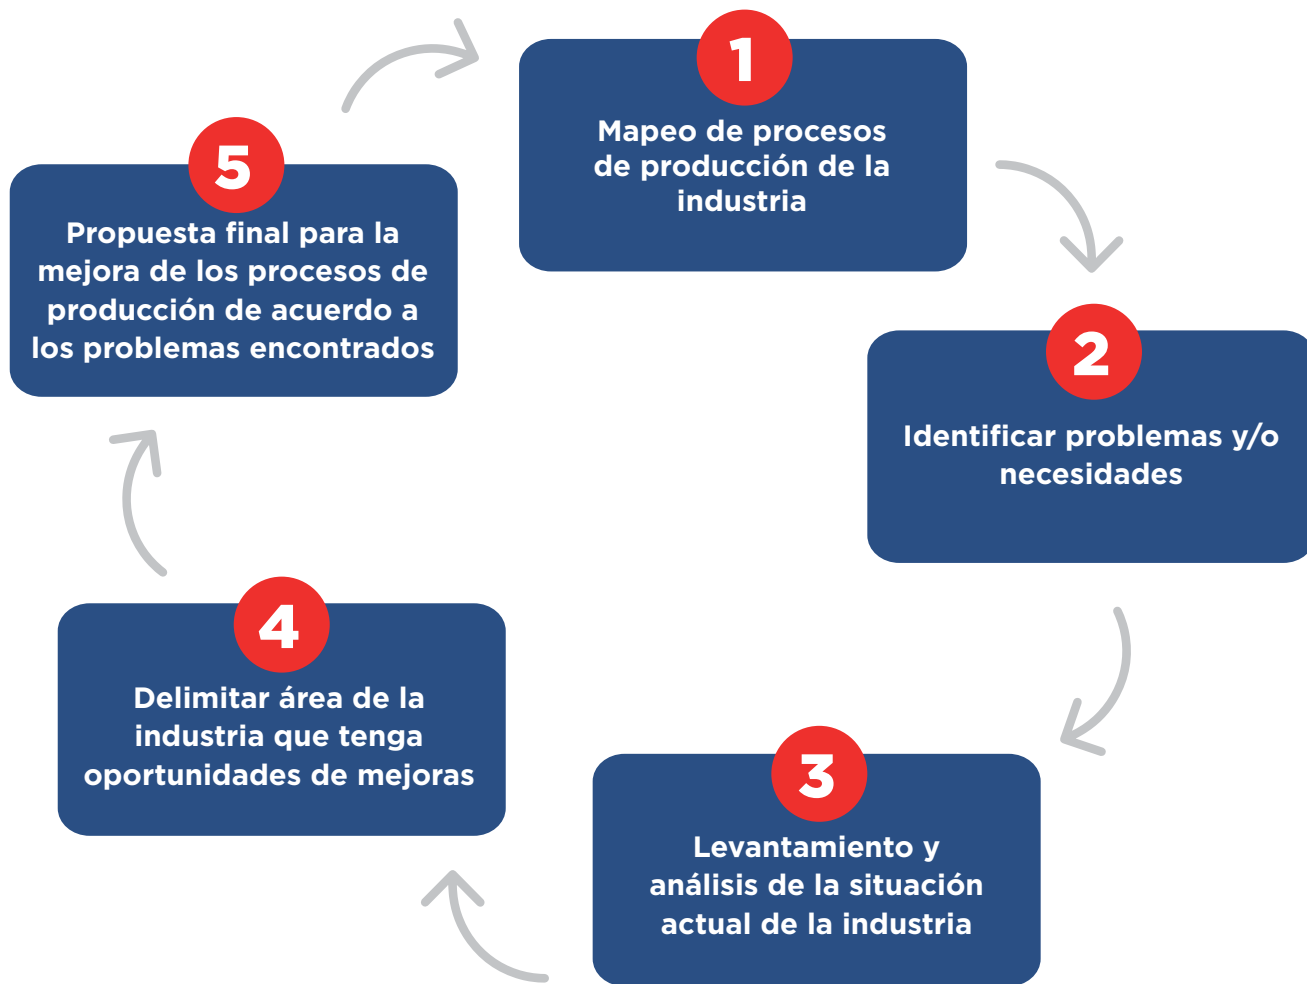 1
Mapeo de procesos
de producción de la
industria
2
Identificar problemas y/o
necesidades
3
Levantamiento y
análisis de la situación
actual de la industria
4
Delimitar área de la
industria que tenga
oportunidades de mejoras
5
Propuesta final para la
mejora de los procesos de
producción de acuerdo a
los problemas encontrados